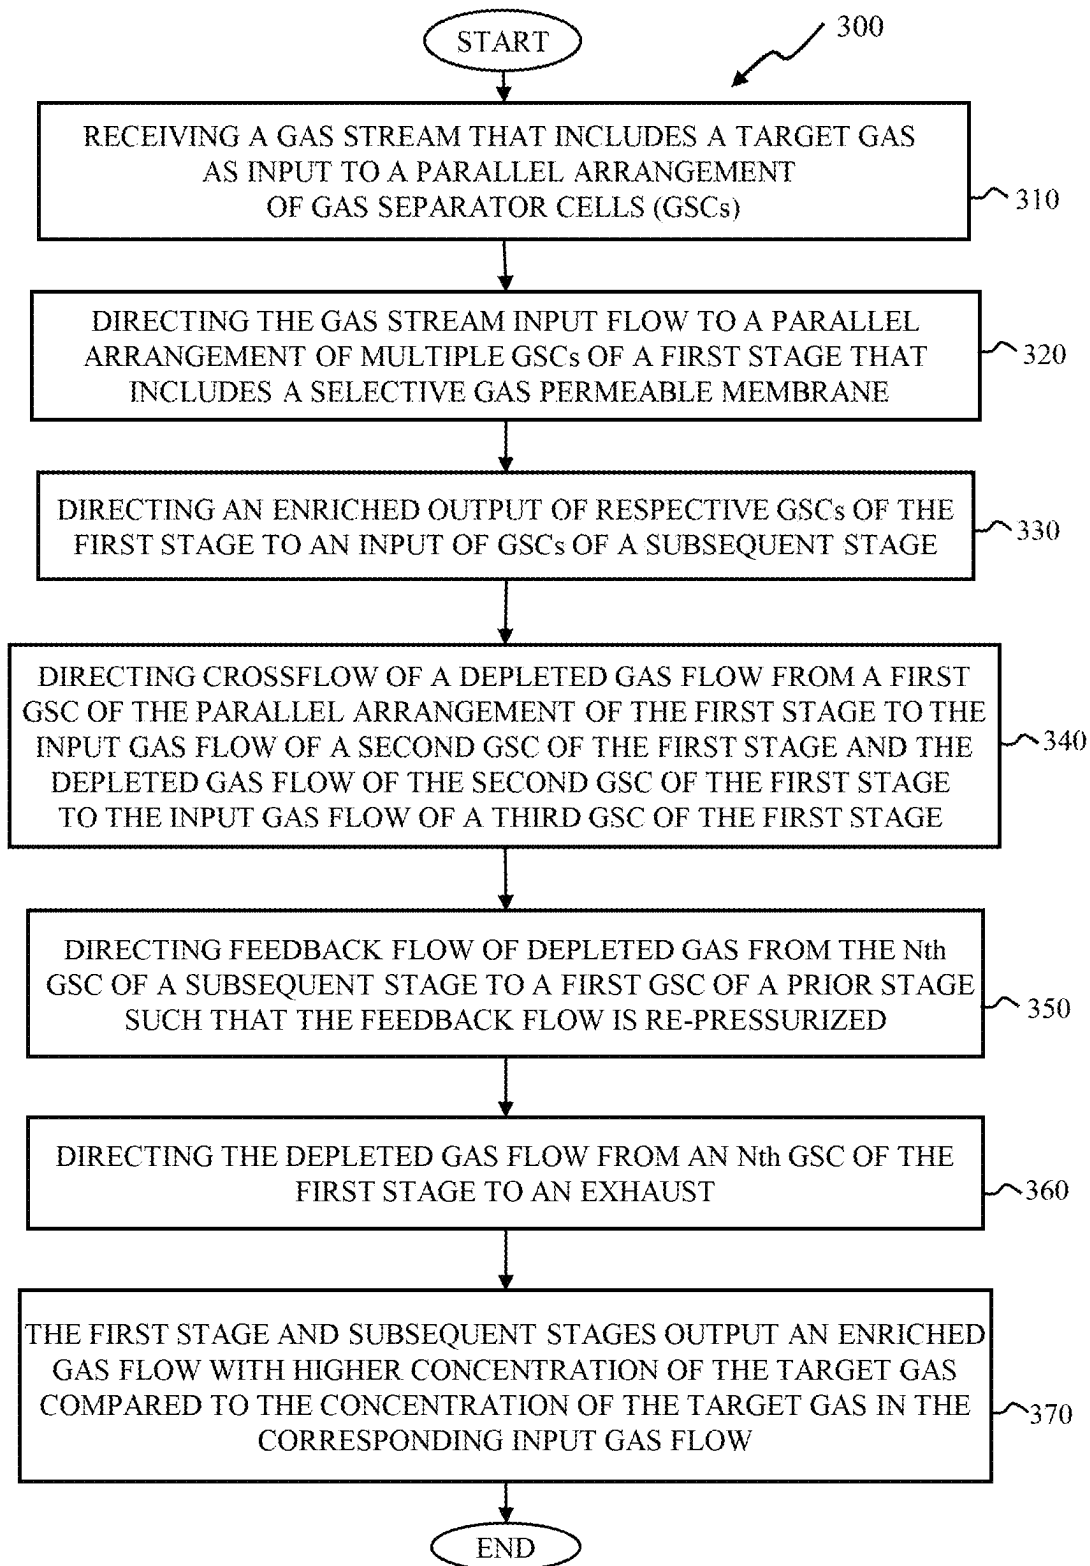 START
300
RECEIVING A GAS STREAM THAT INCLUDES A TARGET GAS
AS INPUT TO A PARALLEL ARRANGEMENT
OF GAS SEPARATOR CELLS (GSCs)
310
DIRECTING THE GAS STREAM INPUT FLOW TO A PARALLEL
ARRANGEMENT OF MULTIPLE GSCs OF A FIRST STAGE THAT
INCLUDES A SELECTIVE GAS PERMEABLE MEMBRANE
320
DIRECTING AN ENRICHED OUTPUT OF RESPECTIVE GSCs OF THE
FIRST STAGE TO AN INPUT OF GSCs OF A SUBSEQUENT STAGE
330
DIRECTING CROSSFLOW OF A DEPLETED GAS FLOW FROM A FIRST
GSC OF THE PARALLEL ARRANGEMENT OF THE FIRST STAGE TO THE
INPUT GAS FLOW OF A SECOND GSC OF THE FIRST STAGE AND THE
DEPLETED GAS FLOW OF THE SECOND GSC OF THE FIRST STAGE
TO THE INPUT GAS FLOW OF A THIRD GSC OF THE FIRST STAGE
340
DIRECTING FEEDBACK FLOW OF DEPLETED GAS FROM THE Nth
GSC OF A SUBSEQUENT STAGE TO A FIRST GSC OF A PRIOR STAGE
SUCH THAT THE FEEDBACK FLOW IS RE-PRESSURIZED
350
DIRECTING THE DEPLETED GAS FLOW FROM AN Nth GSC OF THE
FIRST STAGE TO AN EXHAUST
360
THE FIRST STAGE AND SUBSEQUENT STAGES OUTPUT AN ENRICHED
GAS FLOW WITH HIGHER CONCENTRATION OF THE TARGET GAS
COMPARED TO THE CONCENTRATION OF THE TARGET GAS IN THE
CORRESPONDING INPUT GAS FLOW
370
END